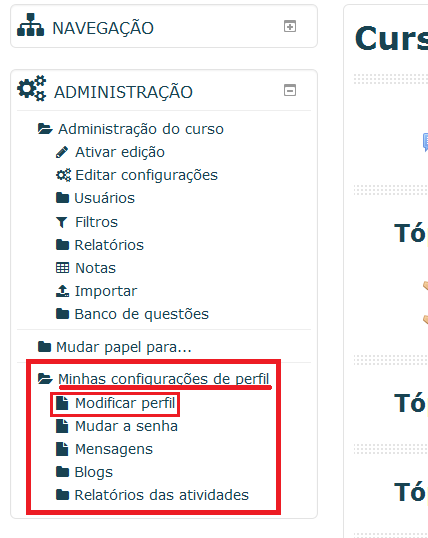 NAVEGAÇÃO
ADMINISTRAÇÃO
Administração do curso
Ativar edição
Editar configurações
Usuários
Filtros
Relatórios
Notas
Importar
Banco de questões
Mudar papel para...
Minhas configurações de perfil
Modificar perfil
Mudar a senha
Mensagens
Blogs
Relatórios das atividades
Curs
Tó
Tó
Tó